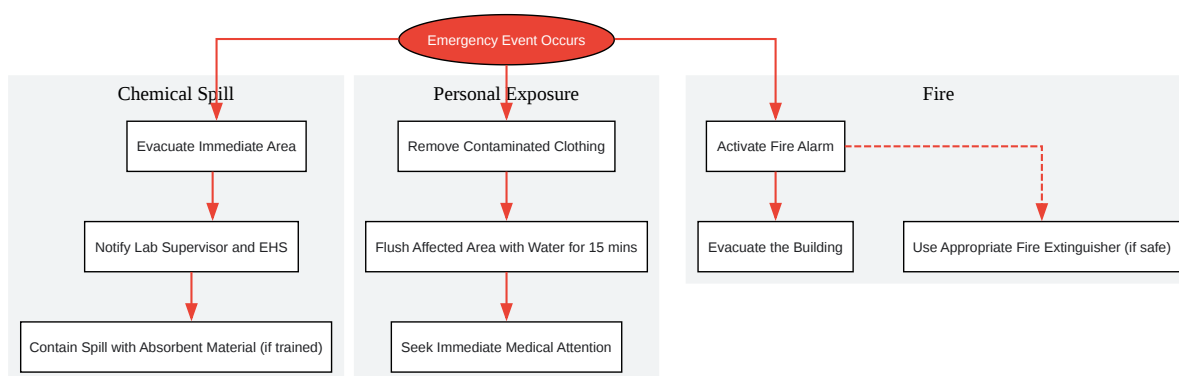 Emergency Event Occurs
Chemical Spill
Personal Exposure
Fire
Evacuate Immediate Area
Remove Contaminated Clothing
Activate Fire Alarm
Notify Lab Supervisor and EHS
Flush Affected Area with Water for 15 mins
Evacuate the Building
Use Appropriate Fire Extinguisher (if safe)
Contain Spill with Absorbent Material (if trained)
Seek Immediate Medical Attention